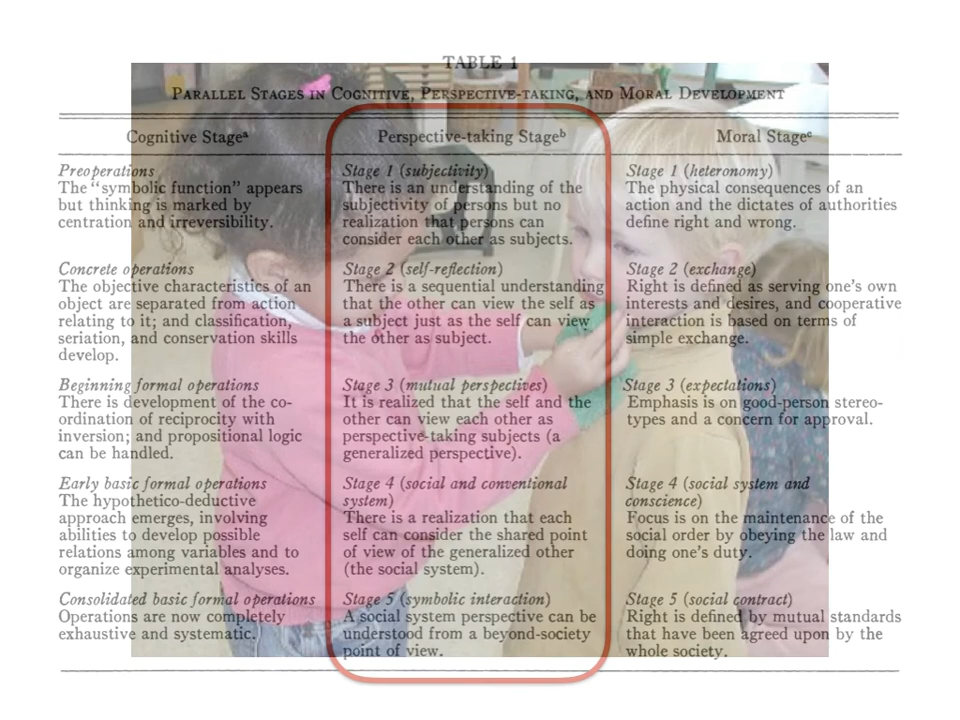 TABLE 1
PARALLEL STAGES IN COGNITIVE, PERSPECTIVE-TAKING, AND MORAL DEVELOPMENT
Cognitive Stageᵃ
Perspective-taking Stageᵇ
Moral Stageᶜ
Preoperations
The “symbolic function” appears
but thinking is marked by
centration and irreversibility.
Stage 1 (subjectivity)
There is an understanding of the
subjectivity of persons but no
realization that persons can
consider each other as subjects.
Stage 1 (heteronomy)
The physical consequences of an
action and the dictates of authorities
define right and wrong.
Concrete operations
The objective characteristics of an
object are separated from action
relating to it; and classification,
seriation, and conservation skills
develop.
Stage 2 (self-reflection)
There is a sequential understanding
that the other can view the self as
a subject just as the self can view
the other as subject.
Stage 2 (exchange)
Right is defined as serving one’s own
interests and desires, and cooperative
interaction is based on terms of
simple exchange.
Beginning formal operations
There is development of the co-
ordination of reciprocity with
inversion; and propositional logic
can be handled.
Stage 3 (mutual perspectives)
It is realized that the self and the
other can view each other as
perspective-taking subjects (a
generalized perspective).
Stage 3 (expectations)
Emphasis is on good-person stereo-
types and a concern for approval.
Early basic formal operations
The hypothetico-deductive
approach emerges, involving
abilities to develop possible
relations among variables and to
organize experimental analyses.
Stage 4 (social and conventional
system)
There is a realization that each
self can consider the shared point
of view of the generalized other
(the social system).
Stage 4 (social system and
conscience)
Focus is on the maintenance of the
social order by obeying the law and
doing one’s duty.
Consolidated basic formal operations
Operations are now completely
exhaustive and systematic.
Stage 5 (symbolic interaction)
A social system perspective can be
understood from a beyond-society
point of view.
Stage 5 (social contract)
Right is defined by mutual standards
that have been agreed upon by the
whole society.